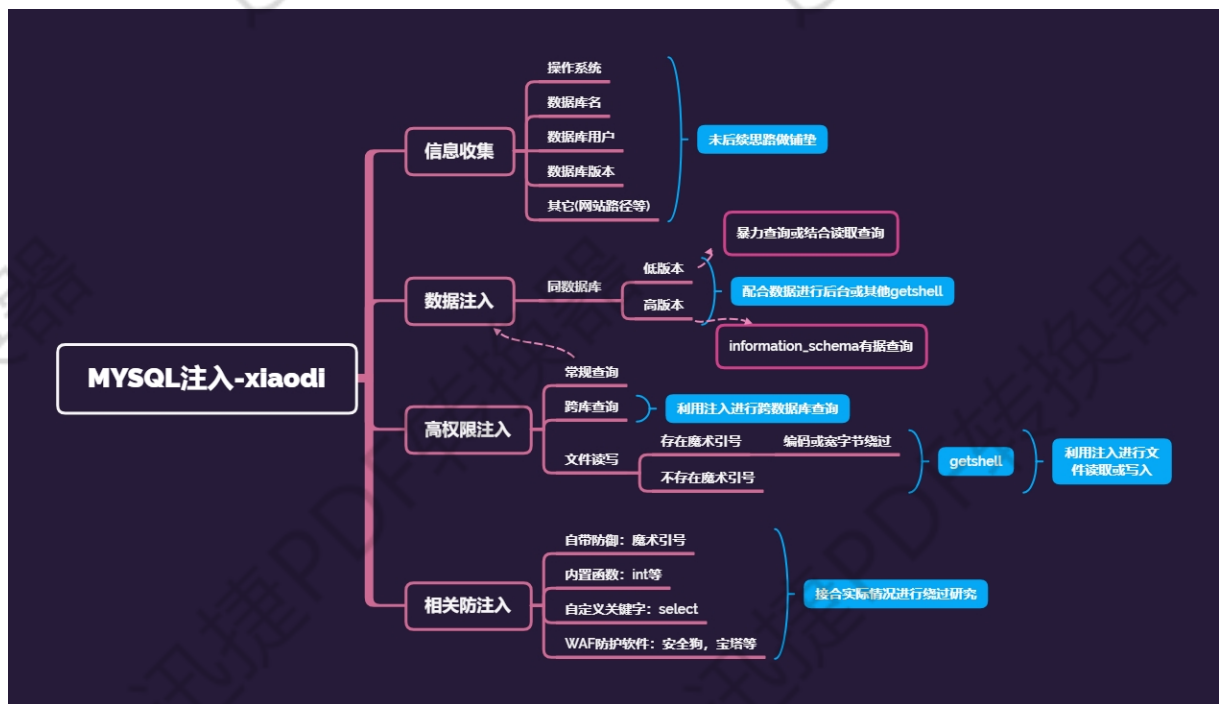 MYSQL注入-xiaodi
信息收集
操作系统
数据库名
数据库用户
数据库版本
其它(网站路径等)
未后续思路做铺垫
数据注入
同数据库
低版本
暴力查询或结合读取查询
高版本
information_schema有据查询
配合数据进行后台或其他getshell
高权限注入
常规查询
跨库查询
利用注入进行跨数据库查询
文件读写
存在魔术引号
编码或宽字节绕过
不存在魔术引号
getshell
利用注入进行文
件读取或写入
相关防注入
自带防御：魔术引号
内置函数：int等
自定义关键字：select
WAF防护软件：安全狗，宝塔等
接合实际情况进行绕过研究
迅捷PDF转换器